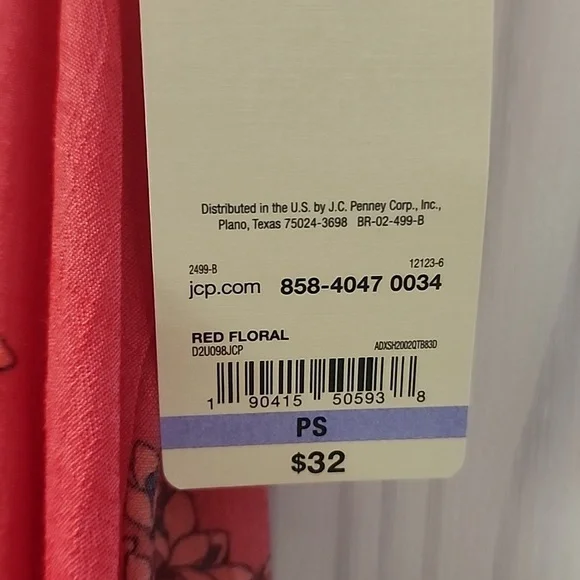 Distributed in the U.S. by J.C. Penney Corp., Inc.,
Plano, Texas 75024-3698 BR-02-499-B
2499-B 12123-6
jcp.com 858-4047 0034
RED FLORAL
D2U098JCP ADXSH2002QTB83D
1 90415 50593 8
PS
$32